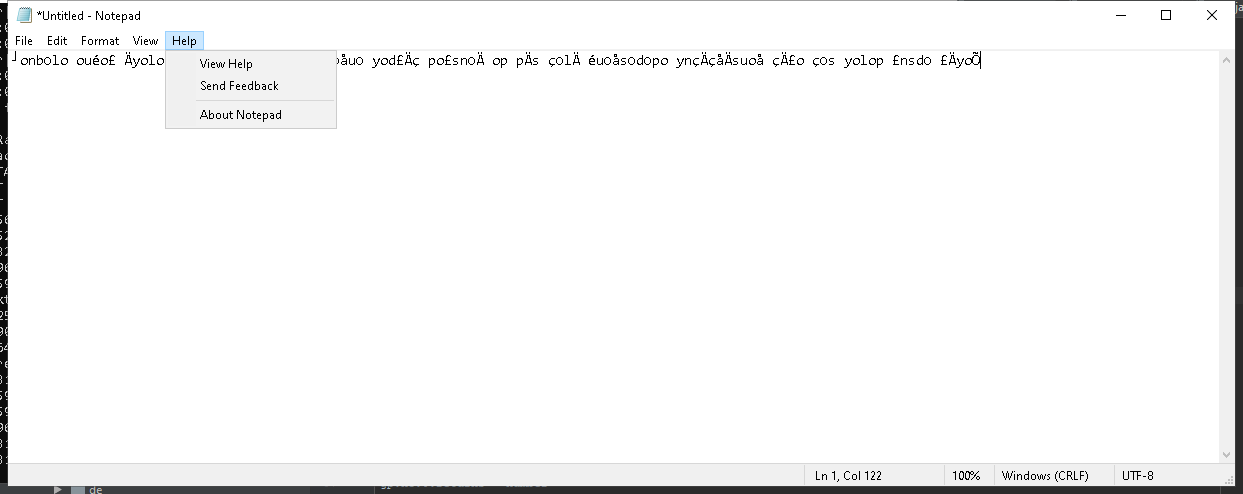 *Untitled - Notepad
File Edit Format View Help
┘onbolo ouéo£ Äyolo båuo yod£Äç po£snoÄ op pÄs çolÄ éuoåsodopo ynçÄçåÄsuoå çÄ£o ços yolop £nsdo £ÄyoÕ
View Help
Send Feedback
About Notepad
Ln 1, Col 122
100%
Windows (CRLF)
UTF-8
de